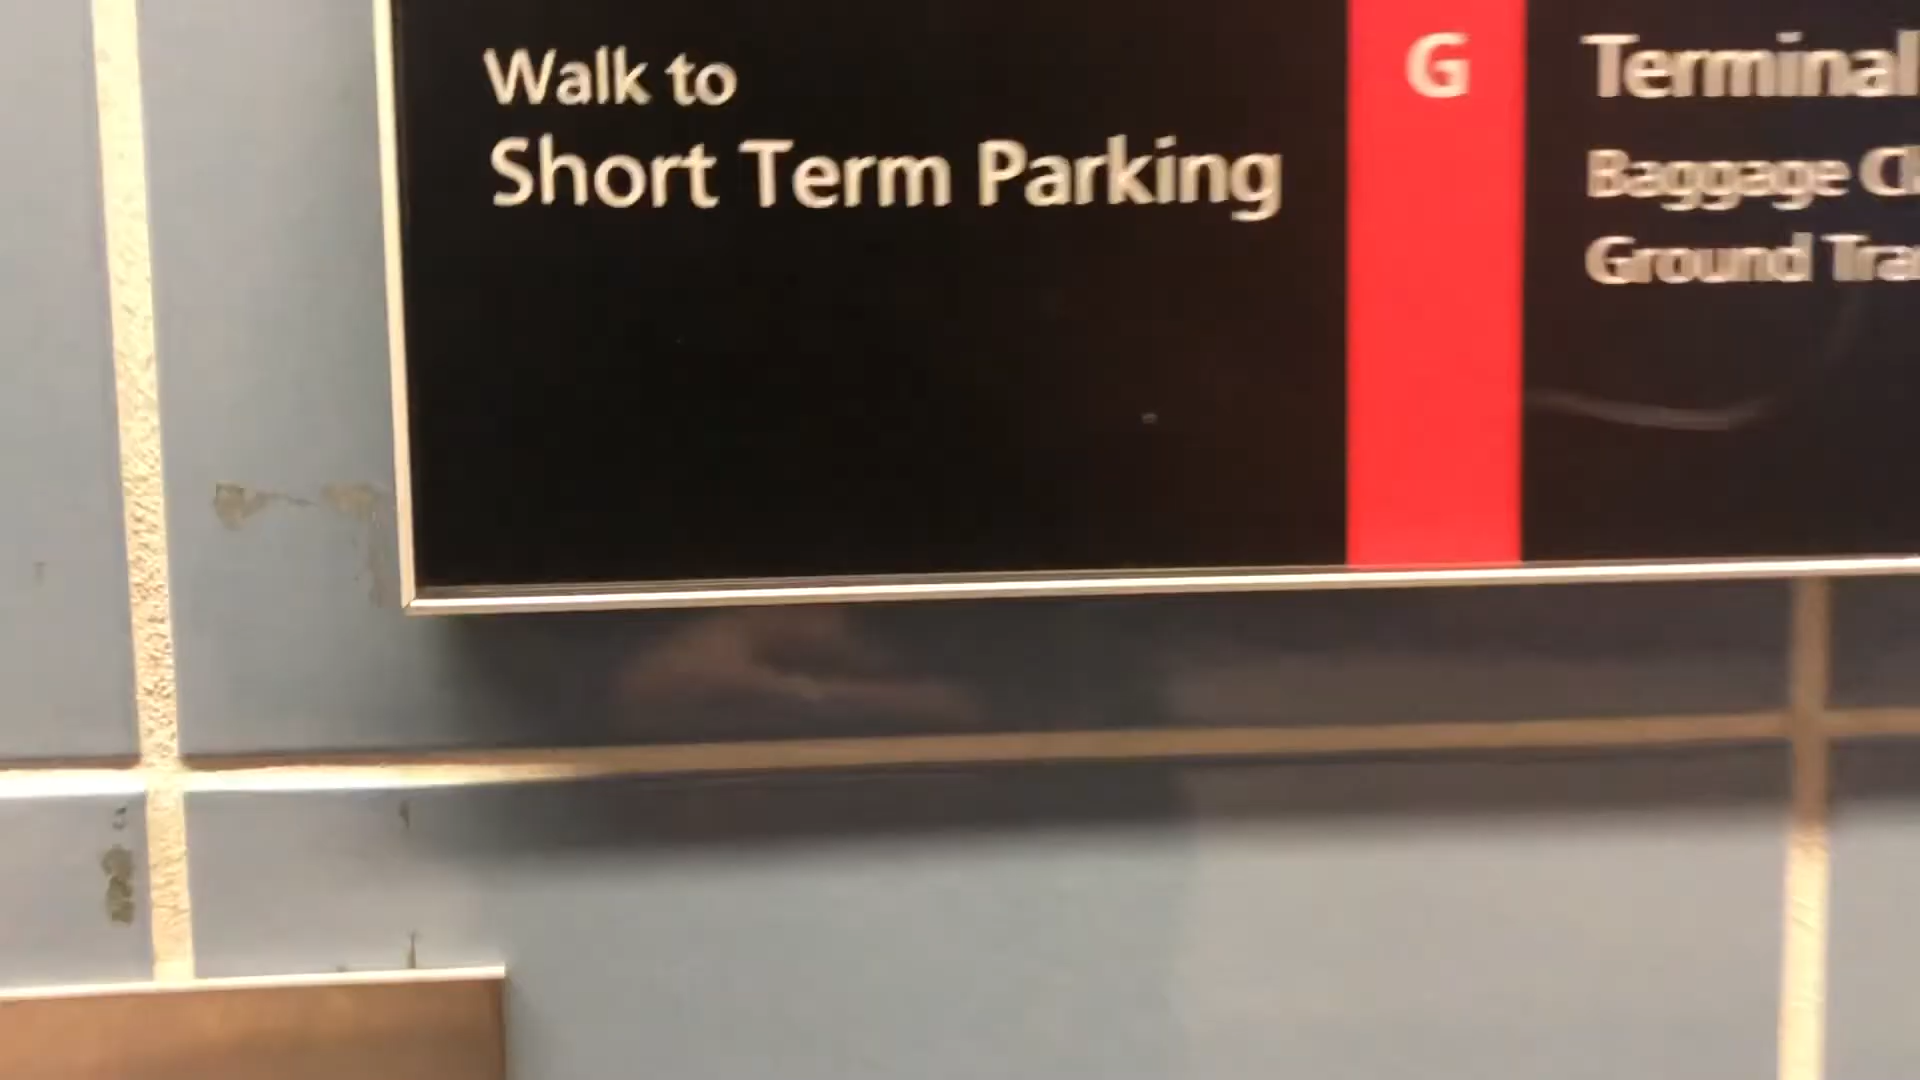 Walk to
Short Term Parking
G
Terminal
Baggage
Ground